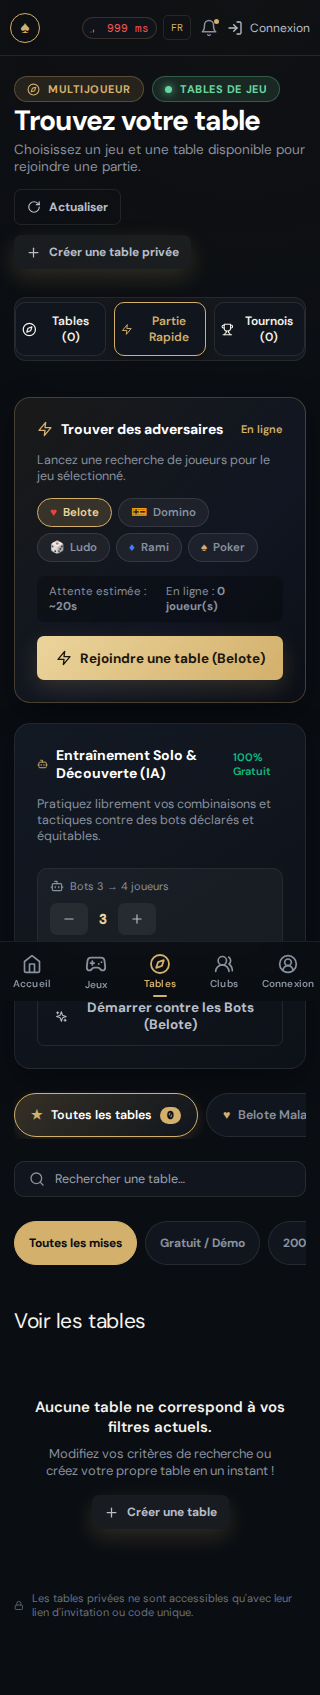 999 ms
FR
Connexion
MULTIJOUEUR
TABLES DE JEU
Trouvez votre table
Choisissez un jeu et une table disponible pour
rejoindre une partie.
Actualiser
Créer une table privée
Tables
(0)
Partie
Rapide
Tournois
(0)
Trouver des adversaires
En ligne
Lancez une recherche de joueurs pour le
jeu sélectionné.
♥ Belote
Domino
Ludo
♦ Rami
♠ Poker
Attente estimée :
~20s
En ligne : 0
joueur(s)
Rejoindre une table (Belote)
Entraînement Solo &
Découverte (IA)
100%
Gratuit
Pratiquez librement vos combinaisons et
tactiques contre des bots déclarés et
équitables.
Bots 3 → 4 joueurs
− 3 +
Accueil
Jeux
Tables
Clubs
Connexion
Démarrer contre les Bots
(Belote)
★ Toutes les tables 0
♥ Belote Mala
Rechercher une table...
Toutes les mises
Gratuit / Démo
200
Voir les tables
Aucune table ne correspond à vos
filtres actuels.
Modifiez vos critères de recherche ou
créez votre propre table en un instant !
Créer une table
Les tables privées ne sont accessibles qu'avec leur
lien d'invitation ou code unique.